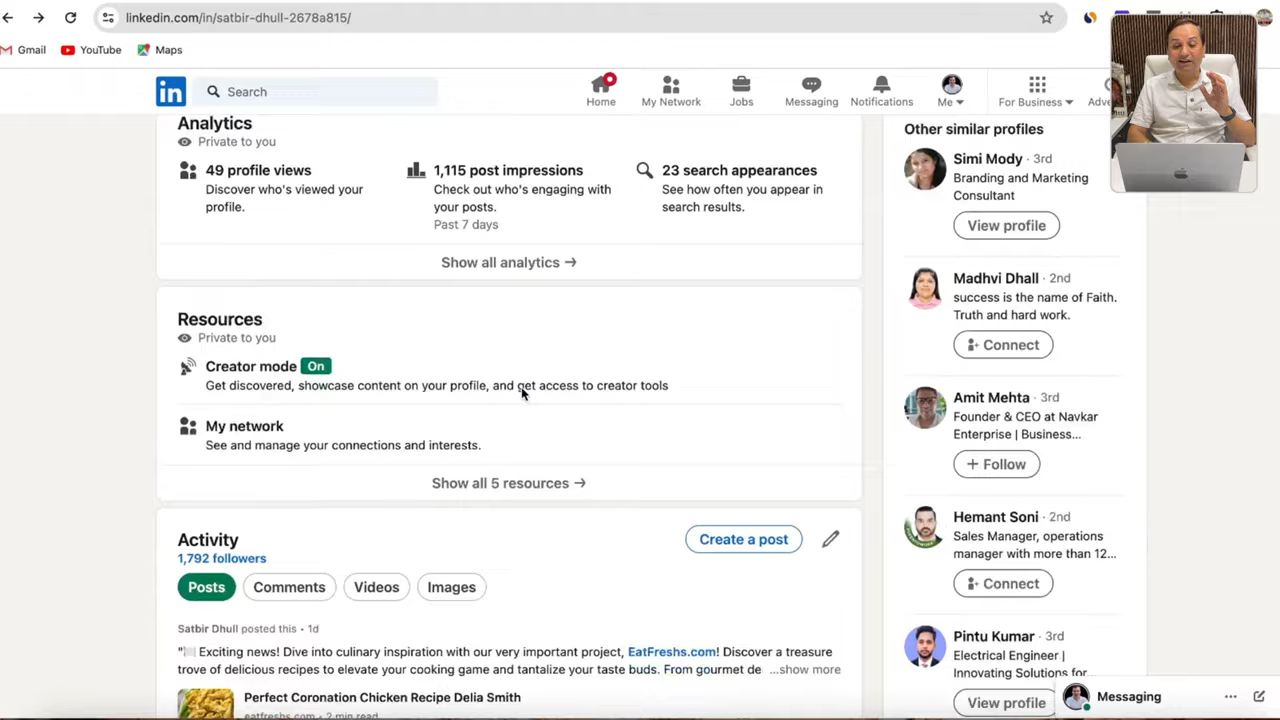 linkedin.com/in/satbir-dhull-2678a815/
Gmail
YouTube
Maps
in
Search
Home
My Network
Jobs
Messaging
Notifications
Me
For Business
Analytics
Private to you
49 profile views
Discover who's viewed your
profile.
1,115 post impressions
Check out who's engaging with
your posts.
Past 7 days
23 search appearances
See how often you appear in
search results.
Show all analytics →
Resources
Private to you
Creator mode On
Get discovered, showcase content on your profile, and get access to creator tools
My network
See and manage your connections and interests.
Show all 5 resources →
Activity
1,792 followers
Create a post
Posts
Comments
Videos
Images
Satbir Dhull posted this • 1d
" Exciting news! Dive into culinary inspiration with our very important project, EatFreshs.com! Discover a treasure
trove of delicious recipes to elevate your cooking game and tantalize your taste buds. From gourmet de ...show more
Perfect Coronation Chicken Recipe Delia Smith
eatfreshs.com • 2 min read
Other similar profiles
Simi Mody · 3rd
Branding and Marketing
Consultant
View profile
Madhvi Dhall · 2nd
success is the name of Faith.
Truth and hard work.
Connect
Amit Mehta · 3rd
Founder & CEO at Navkar
Enterprise | Business...
+ Follow
Hemant Soni · 2nd
Sales Manager, operations
manager with more than 12...
Connect
Pintu Kumar · 3rd
Electrical Engineer |
Innovating Solutions for
View profile
Messaging